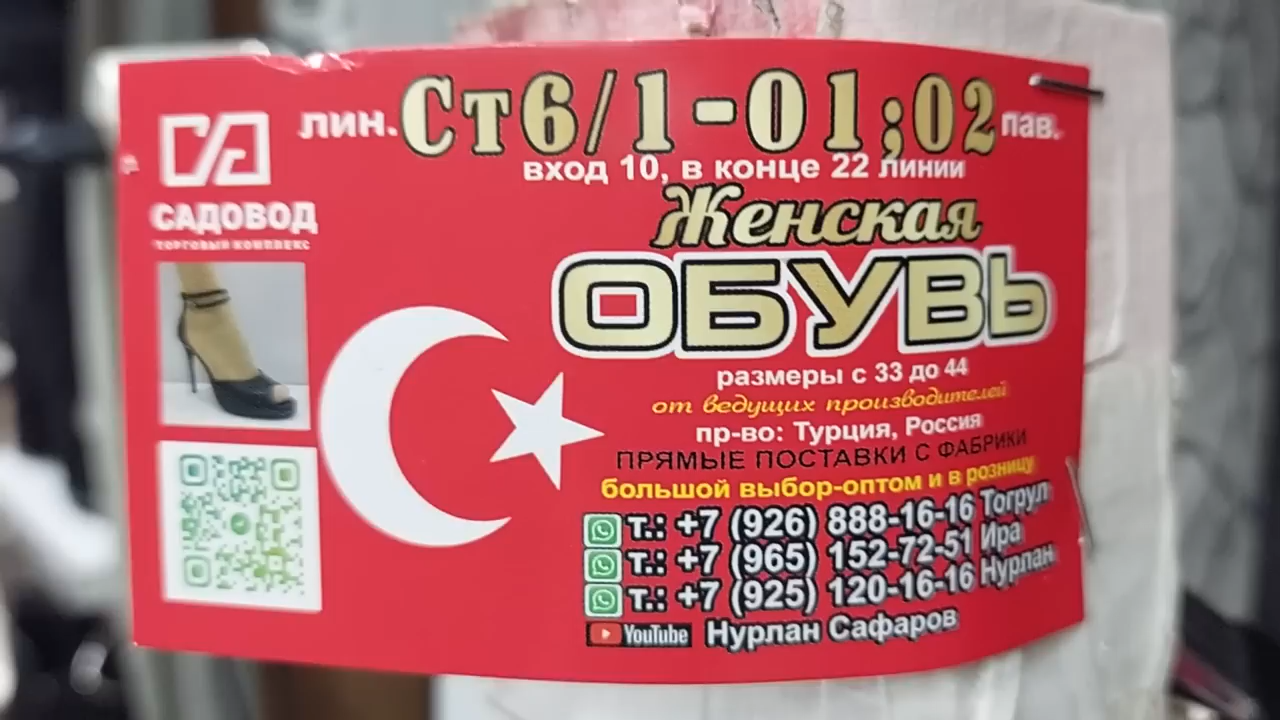 лин. Ст6/1-01;02 пав.
вход 10, в конце 22 линии
САДОВОД
ТОРГОВЫЙ КОМПЛЕКС
Женская
ОБУВЬ
размеры с 33 до 44
от ведущих производителей
пр-во: Турция, Россия
ПРЯМЫЕ ПОСТАВКИ С ФАБРИКИ
большой выбор-оптом и в розницу
т.: +7 (926) 888-16-16 Тогрул
т.: +7 (965) 152-72-51 Ира
т.: +7 (925) 120-16-16 Нурлан
YouTube Нурлан Сафаров